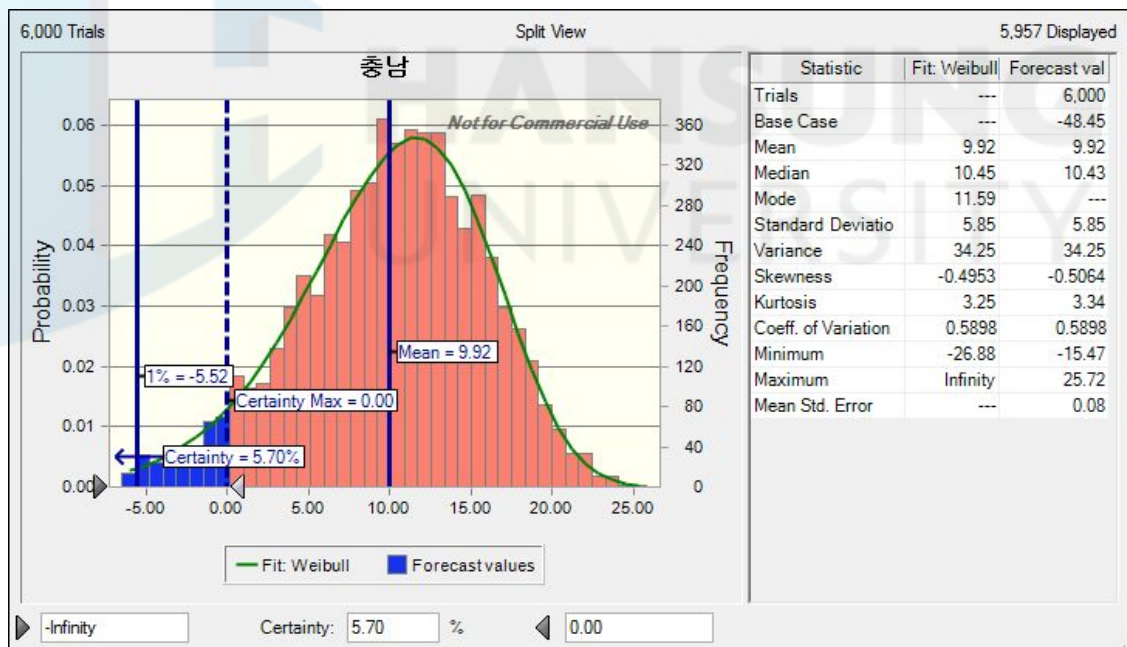 6,000 Trials Split View 5,957 Displayed
충남
HANSUNG
UNIVERSITY
Not for Commercial Use
Probability
0.06
0.05
0.04
0.03
0.02
0.01
0.00
Frequency
360
320
280
240
200
160
120
80
40
0
Mean = 9.92
1% = -5.52
Certainty Max = 0.00
Certainty = 5.70%
-5.00 0.00 5.00 10.00 15.00 20.00 25.00
Fit: Weibull Forecast values
Statistic Fit: Weibull Forecast val
Trials --- 6,000
Base Case --- -48.45
Mean 9.92 9.92
Median 10.45 10.43
Mode 11.59 ---
Standard Deviatio 5.85 5.85
Variance 34.25 34.25
Skewness -0.4953 -0.5064
Kurtosis 3.25 3.34
Coeff. of Variation 0.5898 0.5898
Minimum -26.88 -15.47
Maximum Infinity 25.72
Mean Std. Error --- 0.08
-Infinity Certainty: 5.70 % 0.00